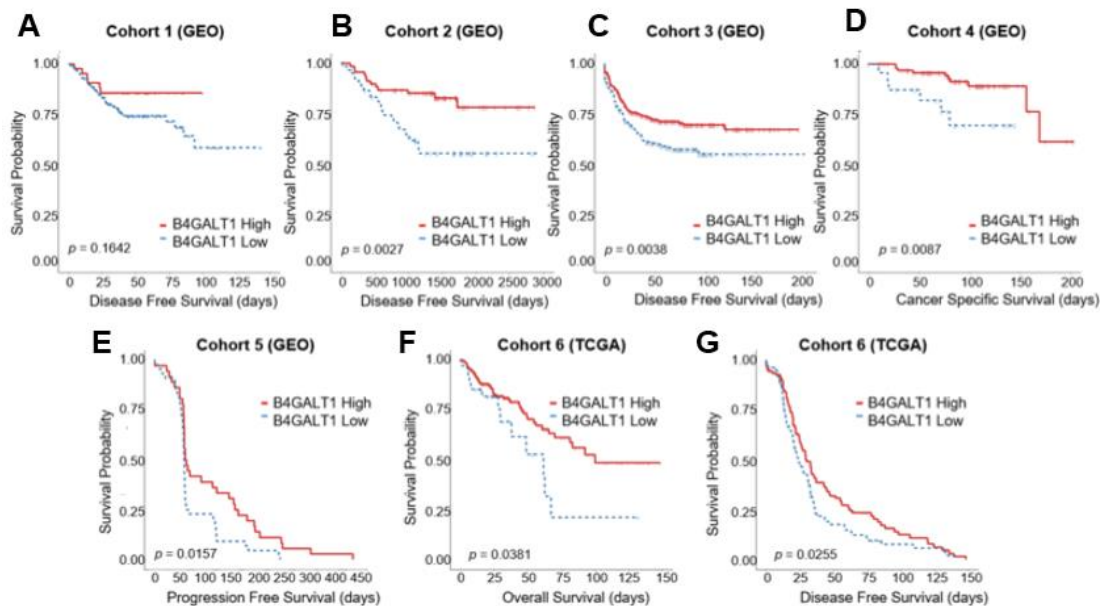 A
Cohort 1 (GEO)
Survival Probability
1.00
0.75
0.50
0.25
0.00
B4GALT1 High
B4GALT1 Low
p = 0.1642
0 25 50 75 100 125 150
Disease Free Survival (days)
B
Cohort 2 (GEO)
Survival Probability
1.00
0.75
0.50
0.25
0.00
B4GALT1 High
B4GALT1 Low
p = 0.0027
0 500 1000 1500 2000 2500 3000
Disease Free Survival (days)
C
Cohort 3 (GEO)
Survival Probability
1.00
0.75
0.50
0.25
0.00
B4GALT1 High
B4GALT1 Low
p = 0.0038
0 50 100 150 200
Disease Free Survival (days)
D
Cohort 4 (GEO)
Survival Probability
1.00
0.75
0.50
0.25
0.00
B4GALT1 High
B4GALT1 Low
p = 0.0087
0 50 100 150 200
Cancer Specific Survival (days)
E
Cohort 5 (GEO)
Survival Probability
1.00
0.75
0.50
0.25
0.00
B4GALT1 High
B4GALT1 Low
p = 0.0157
0 50 100 150 200 250 300 400 450
Progression Free Survival (days)
F
Cohort 6 (TCGA)
Survival Probability
1.00
0.75
0.50
0.25
0.00
B4GALT1 High
B4GALT1 Low
p = 0.0381
0 25 50 75 100 125 150
Overall Survival (days)
G
Cohort 6 (TCGA)
Survival Probability
1.00
0.75
0.50
0.25
0.00
B4GALT1 High
B4GALT1 Low
p = 0.0255
0 25 50 75 100 125 150
Disease Free Survival (days)